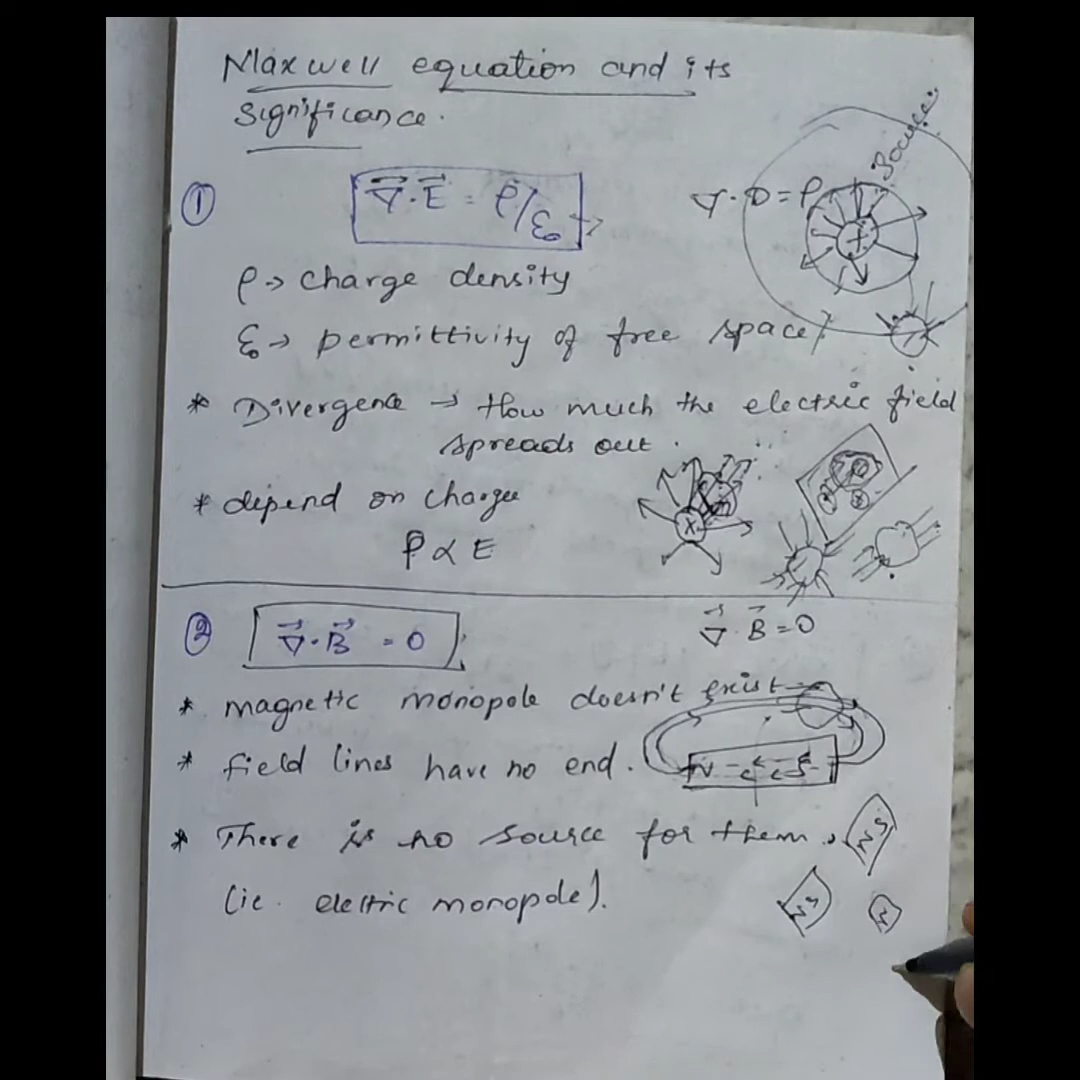 Maxwell equation and its
significance.
① ∇⃗·E⃗ = ρ/ε₀
∇·D = ρ
ρ → charge density
ε₀ → permittivity of free space
* Divergence → How much the electric field
spreads out.
* depend on charge
ρ ∝ E
② ∇⃗·B⃗ = 0
∇⃗·B⃗ = 0
* magnetic monopole doesn't exist
* field lines have no end.
N S
* There is no source for them.
N S
(ie. electric monopole).
N S
N